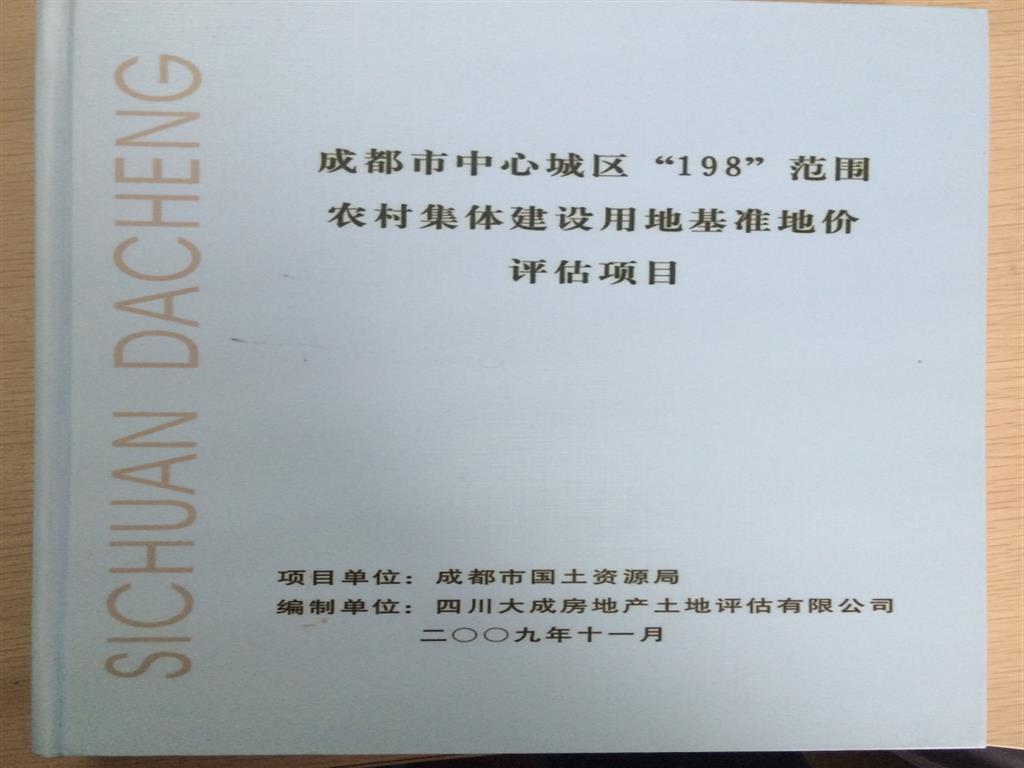 SICHUAN DACHENG
成都市中心城区“198”范围
农村集体建设用地基准地价
评估项目
项目单位：成都市国土资源局
编制单位：四川大成房地产土地评估有限公司
二〇〇九年十一月